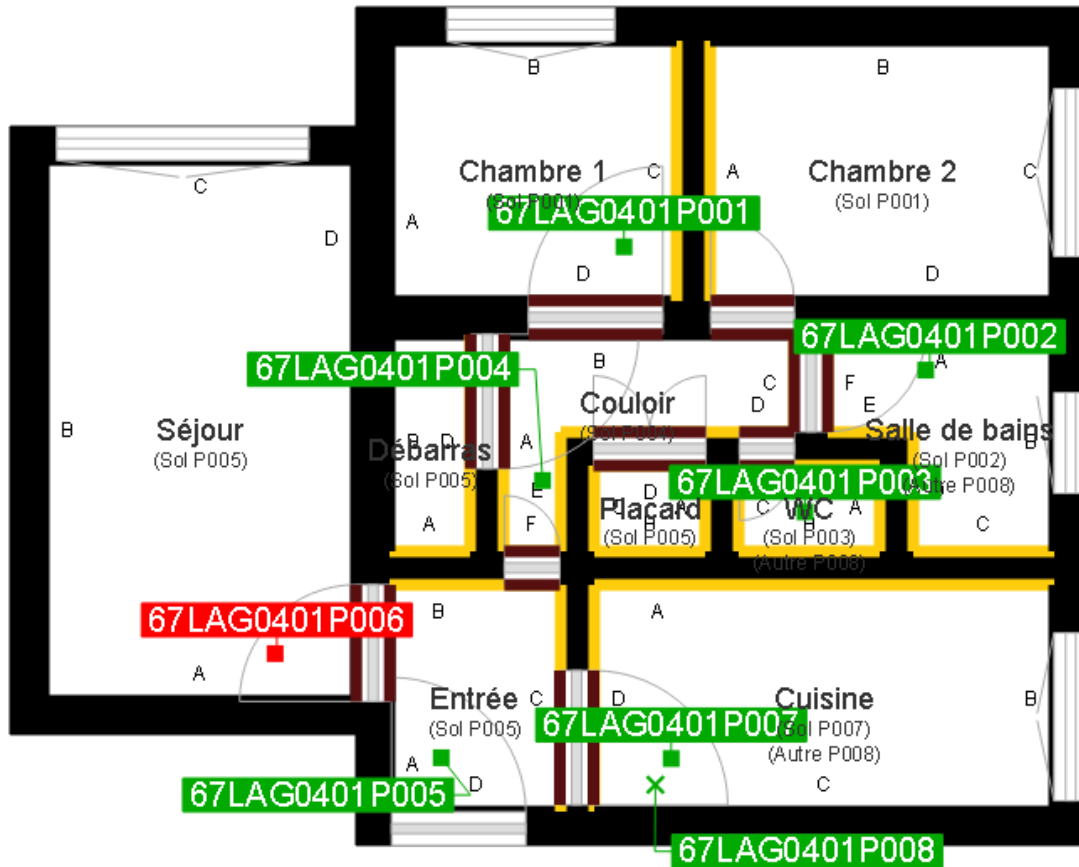 B
Chambre 1
(Sol P001)
C
A
67LAG0401P001
D
B
Chambre 2
(Sol P001)
A
C
D
C
D
B
Séjour
(Sol P005)
67LAG0401P006
A
67LAG0401P004
B
Couloir
(Sol P004)
C
D
A
E
F
B
D
Débarras
(Sol P005)
A
67LAG0401P002
A
F
E
Salle de bains
(Sol P002)
B
(Autre P008)
C
D
Placard
(Sol P005)
C
A
B
67LAG0401P003
WC
(Sol P003)
(Autre P008)
C
A
B
B
Entrée
(Sol P005)
C
A
D
67LAG0401P005
A
Cuisine
(Sol P007)
(Autre P008)
B
D
C
67LAG0401P007
67LAG0401P008